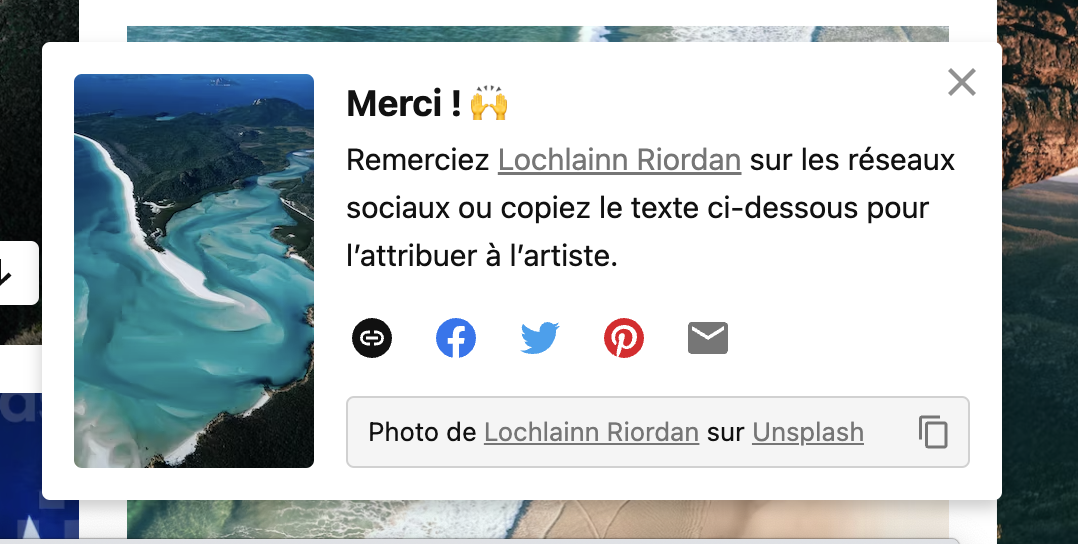 Merci ! 🙌
Remerciez Lochlainn Riordan sur les réseaux
sociaux ou copiez le texte ci-dessous pour
l’attribuer à l’artiste.
Photo de Lochlainn Riordan sur Unsplash